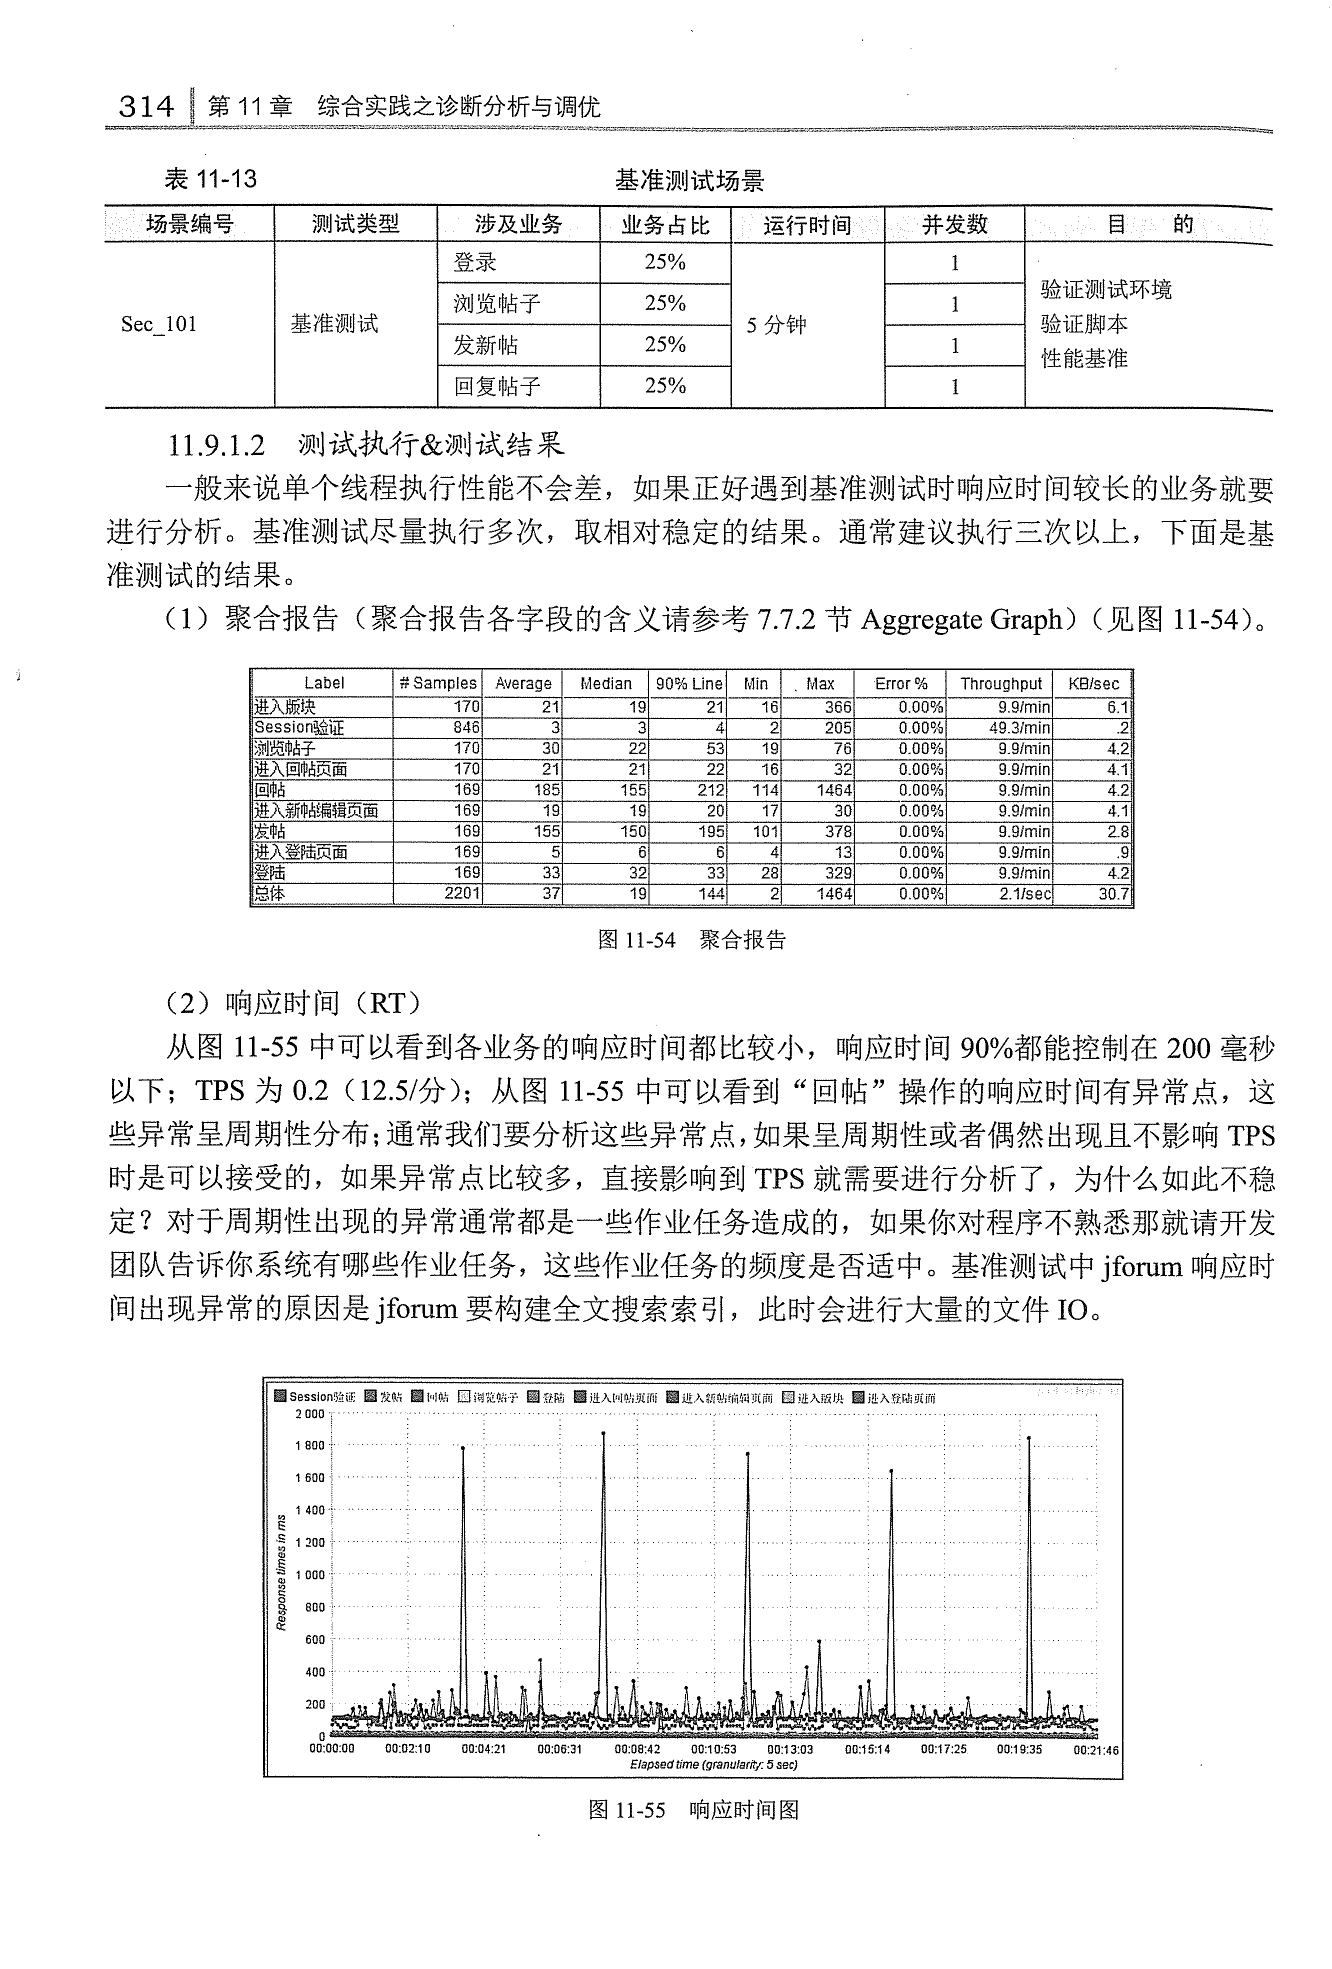 314 第 11 章 综合实践之诊断分析与调优
表 11-13 基准测试场景
场景编号 测试类型 涉及业务 业务占比 运行时间 并发数 目 的
Sec_101 基准测试 登录 25% 5 分钟 1 验证测试环境
浏览帖子 25% 1 验证脚本
发新帖 25% 1 性能基准
回复帖子 25% 1
11.9.1.2 测试执行&测试结果
一般来说单个线程执行性能不会差，如果正好遇到基准测试时响应时间较长的业务就要
进行分析。基准测试尽量执行多次，取相对稳定的结果。通常建议执行三次以上，下面是基
准测试的结果。
（1）聚合报告（聚合报告各字段的含义请参考 7.7.2 节 Aggregate Graph）（见图 11-54）。
Label # Samples Average Median 90% Line Min Max Error % Throughput KB/sec
进入版块 170 21 19 21 16 366 0.00% 9.9/min 6.1
Session验证 846 3 3 4 2 205 0.00% 49.3/min .2
浏览帖子 170 30 22 53 19 76 0.00% 9.9/min 4.2
进入回帖页面 170 21 21 22 16 32 0.00% 9.9/min 4.1
回帖 169 185 155 212 114 1464 0.00% 9.9/min 4.2
进入新帖编辑页面 169 19 19 20 17 30 0.00% 9.9/min 4.1
发帖 169 155 150 195 101 378 0.00% 9.9/min 2.8
进入登陆页面 169 5 6 6 4 13 0.00% 9.9/min .9
登陆 169 33 32 33 28 329 0.00% 9.9/min 4.2
总体 2201 37 19 144 2 1464 0.00% 2.1/sec 30.7
图 11-54 聚合报告
（2）响应时间（RT）
从图 11-55 中可以看到各业务的响应时间都比较小，响应时间 90%都能控制在 200 毫秒
以下；TPS 为 0.2（12.5/分）；从图 11-55 中可以看到“回帖”操作的响应时间有异常点，这
些异常呈周期性分布；通常我们要分析这些异常点，如果呈周期性或者偶然出现且不影响 TPS
时是可以接受的，如果异常点比较多，直接影响到 TPS 就需要进行分析了，为什么如此不稳
定？对于周期性出现的异常通常都是一些作业任务造成的，如果你对程序不熟悉那就请开发
团队告诉你系统有哪些作业任务，这些作业任务的频度是否适中。基准测试中 jforum 响应时
间出现异常的原因是 jforum 要构建全文搜索索引，此时会进行大量的文件 IO。
Session验证 发帖 回帖 浏览帖子 登陆 进入回帖页面 进入新帖编辑页面 进入版块 进入登陆页面
2 000
1 800
1 600
1 400
1 200
1 000
800
600
400
200
0
Response times in ms
00:00:00 00:02:10 00:04:21 00:06:31 00:08:42 00:10:53 00:13:03 00:15:14 00:17:25 00:19:35 00:21:46
Elapsed time (granularity: 5 sec)
图 11-55 响应时间图